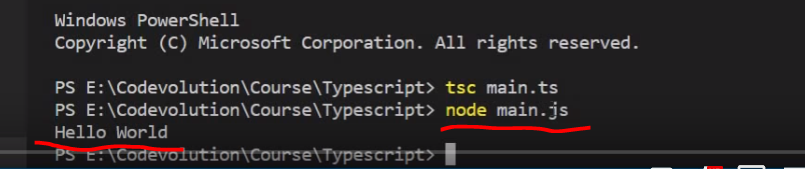 Windows PowerShell
Copyright (C) Microsoft Corporation. All rights reserved.
PS E:\Codevolution\Course\Typescript> tsc main.ts
PS E:\Codevolution\Course\Typescript> node main.js
Hello World
PS E:\Codevolution\Course\Typescript>